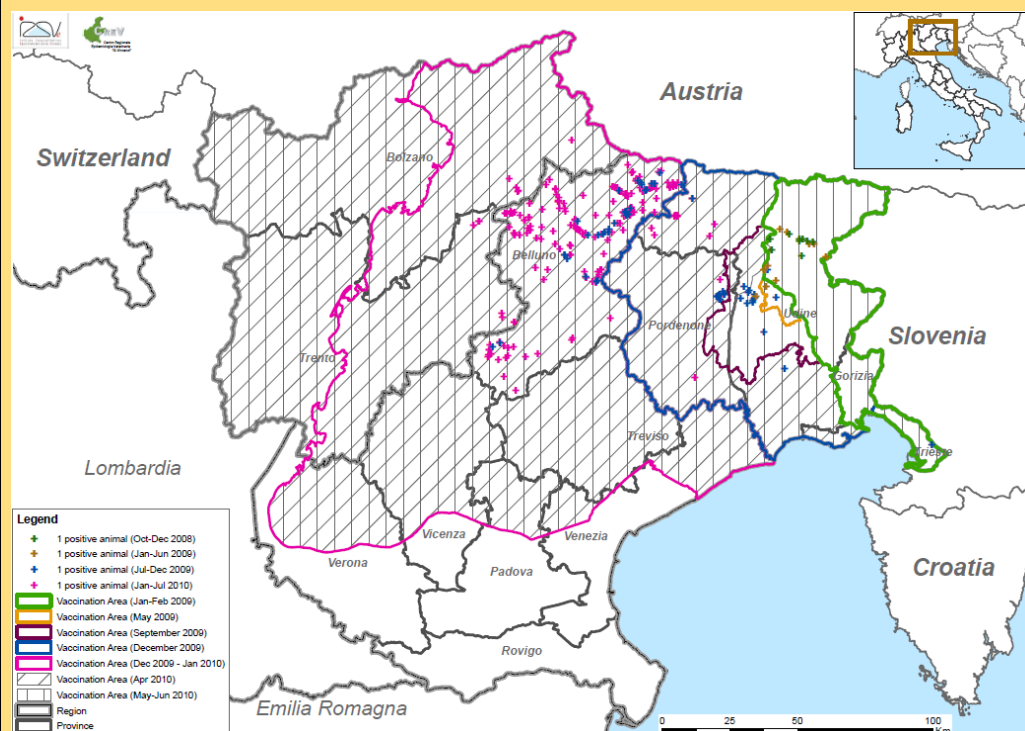 IZSVe
CREV
Austria
Switzerland
Bolzano
Belluno
Udine
Pordenone
Slovenia
Trento
Gorizia
Treviso
Trieste
Lombardia
Legend
1 positive animal (Oct-Dec 2008)
1 positive animal (Jan-Jun 2009)
1 positive animal (Jul-Dec 2009)
1 positive animal (Jan-Jul 2010)
Vaccination Area (Jan-Feb 2009)
Vaccination Area (May 2009)
Vaccination Area (September 2009)
Vaccination Area (December 2009)
Vaccination Area (Dec 2009 - Jan 2010)
Vaccination Area (Apr 2010)
Vaccination Area (May-Jun 2010)
Region
Province
Vicenza
Venezia
Verona
Padova
Croatia
Rovigo
Emilia Romagna
0 25 50 100
Km